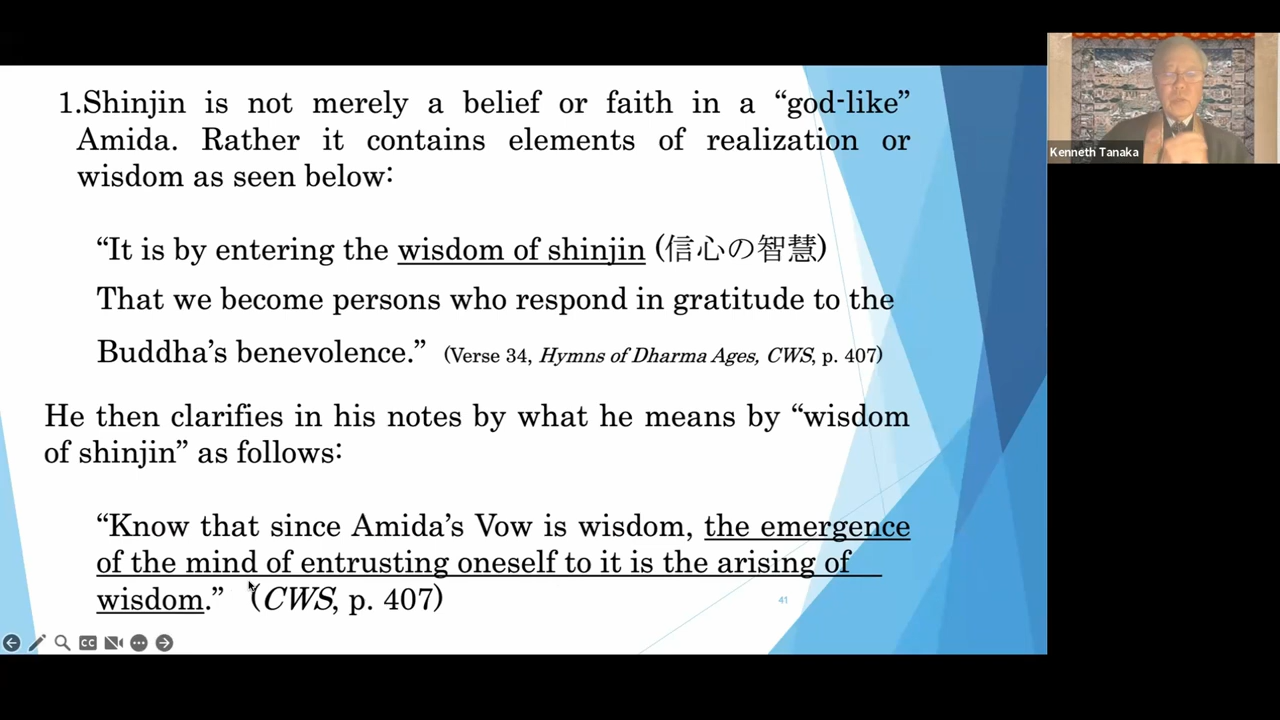 1.Shinjin is not merely a belief or faith in a “god-like”
Amida. Rather it contains elements of realization or
wisdom as seen below:
“It is by entering the wisdom of shinjin (信心の智慧)
That we become persons who respond in gratitude to the
Buddha’s benevolence.” (Verse 34, Hymns of Dharma Ages, CWS, p. 407)
He then clarifies in his notes by what he means by “wisdom
of shinjin” as follows:
“Know that since Amida’s Vow is wisdom, the emergence
of the mind of entrusting oneself to it is the arising of
wisdom.” (CWS, p. 407)
41
CC
Kenneth Tanaka